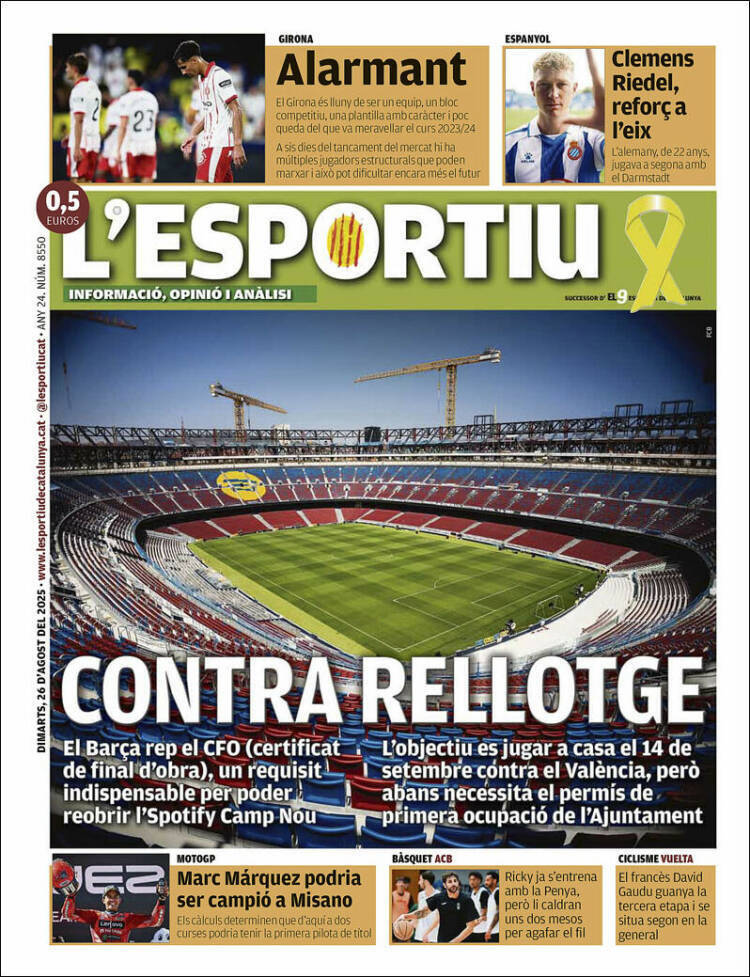 GIRONA
Alarmant
El Girona és lluny de ser un equip, un bloc
competitiu, una plantilla amb caràcter i poc
queda del que va meravellar el curs 2023/24
A sis dies del tancament del mercat hi ha
múltiples jugadors estructurals que poden
marxar i això pot dificultar encara més el futur
ESPANYOL
Clemens
Riedel,
reforç a
l'eix
L'alemany, de 22 anys,
jugava a segona amb
el Darmstadt
0,5
EUROS
L'ESPORTIU
INFORMACIÓ, OPINIÓ I ANÀLISI
SUCCESSOR D' EL 9
DIMARTS, 26 D'AGOST DEL 2025 · www.lesportiudecatalunya.cat · @lesportiucat · ANY 24. NÚM. 8550
FCB
CONTRA RELLOTGE
El Barça rep el CFO (certificat
de final d'obra), un requisit
indispensable per poder
reobrir l'Spotify Camp Nou
L'objectiu és jugar a casa el 14 de
setembre contra el València, però
abans necessita el permís de
primera ocupació de l'Ajuntament
MOTOGP
Marc Márquez podria
ser campió a Misano
Els càlculs determinen que d'aquí a dos
curses podria tenir la primera pilota de títol
Lenovo
BÀSQUET ACB
Ricky ja s'entrena
amb la Penya,
però li caldran
uns dos mesos
per agafar el fil
CICLISME VUELTA
El francès David
Gaudu guanya la
tercera etapa i se
situa segon en la
general